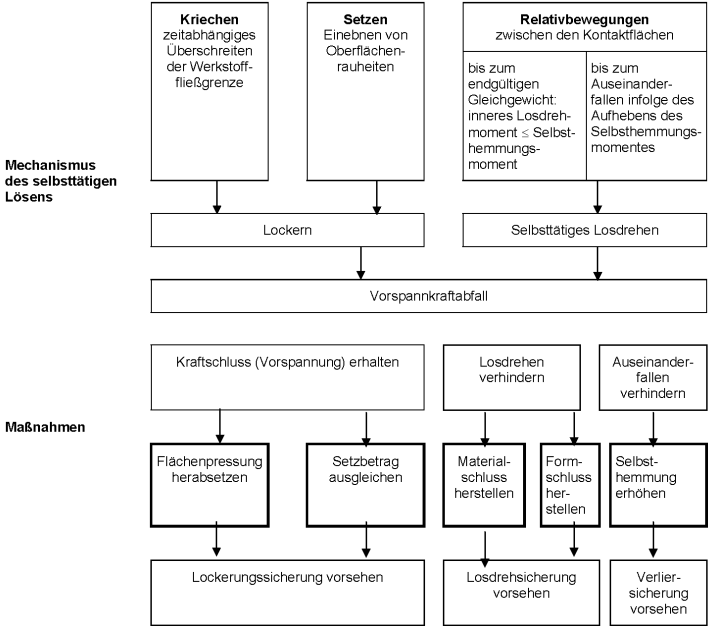 Kriechen
zeitabhängiges
Überschreiten
der Werkstoff-
fließgrenze
Setzen
Einebnen von
Oberflächen-
rauheiten
Relativbewegungen
zwischen den Kontaktflächen
bis zum
endgültigen
Gleichgewicht:
inneres Losdreh-
moment ≤ Selbst-
hemmungs-
moment
bis zum
Auseinander-
fallen infolge des
Aufhebens des
Selbsthemmungs-
momentes
Mechanismus
des selbsttätigen
Lösens
Lockern
Selbsttätiges Losdrehen
Vorspannkraftabfall
Kraftschluss (Vorspannung) erhalten
Losdrehen
verhindern
Auseinander-
fallen
verhindern
Maßnahmen
Flächenpressung
herabsetzen
Setzbetrag
ausgleichen
Material-
schluss
herstellen
Form-
schluss
her-
stellen
Selbst-
hemmung
erhöhen
Lockerungssicherung vorsehen
Losdrehsicherung
vorsehen
Verlier-
sicherung
vorsehen